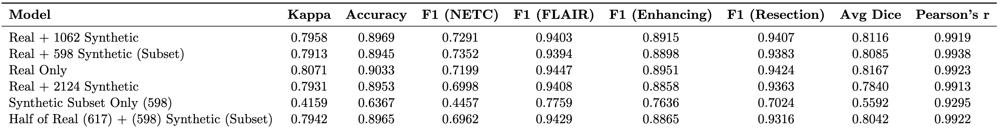 Model Kappa Accuracy F1 (NETC) F1 (FLAIR) F1 (Enhancing) F1 (Resection) Avg Dice Pearson's r
Real + 1062 Synthetic 0.7958 0.8969 0.7291 0.9403 0.8915 0.9407 0.8116 0.9919
Real + 598 Synthetic (Subset) 0.7913 0.8945 0.7352 0.9394 0.8898 0.9383 0.8085 0.9938
Real Only 0.8071 0.9033 0.7199 0.9447 0.8951 0.9424 0.8167 0.9923
Real + 2124 Synthetic 0.7931 0.8953 0.6998 0.9408 0.8858 0.9363 0.7840 0.9913
Synthetic Subset Only (598) 0.4159 0.6367 0.4457 0.7759 0.7636 0.7024 0.5592 0.9295
Half of Real (617) + (598) Synthetic (Subset) 0.7942 0.8965 0.6962 0.9429 0.8865 0.9316 0.8042 0.9922